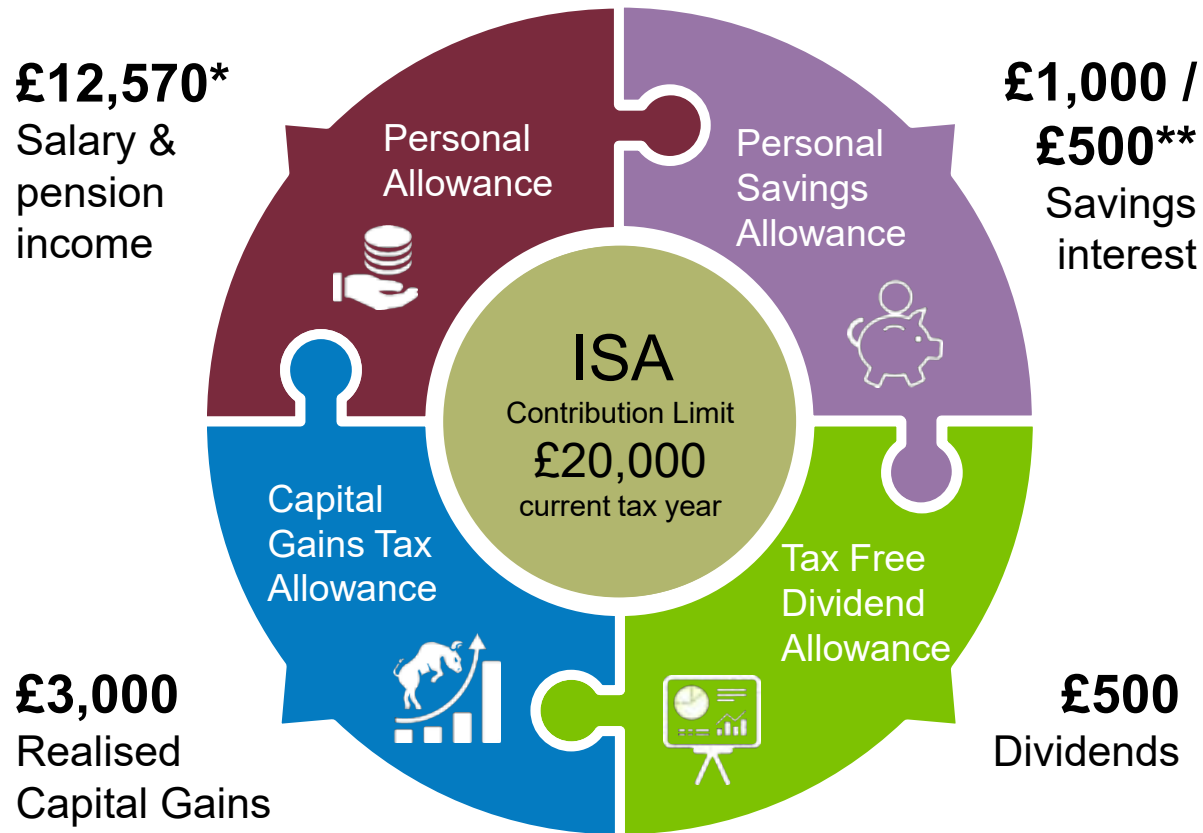 £12,570*
Salary &
pension
income
Personal
Allowance
£1,000 /
£500**
Savings
interest
Personal
Savings
Allowance
ISA
Contribution Limit
£20,000
current tax year
Capital
Gains Tax
Allowance
£3,000
Realised
Capital Gains
Tax Free
Dividend
Allowance
£500
Dividends